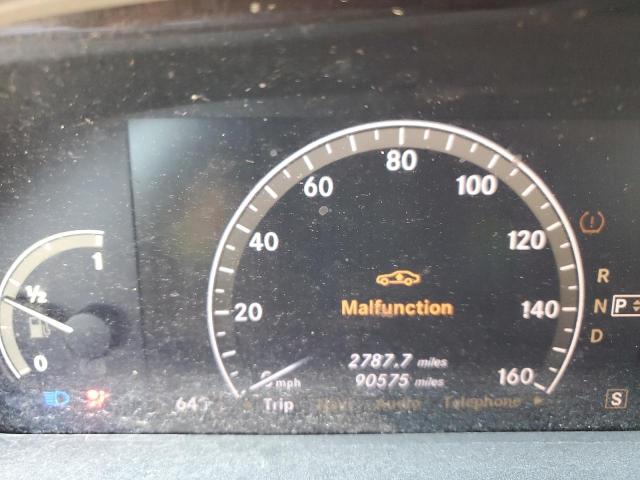 80
60
100
40
120
1
R
½
Malfunction
20
140
N P
D
0
2787.7 miles
90575 miles
160
mph
64°
Trip Navi Audio Telephone
S